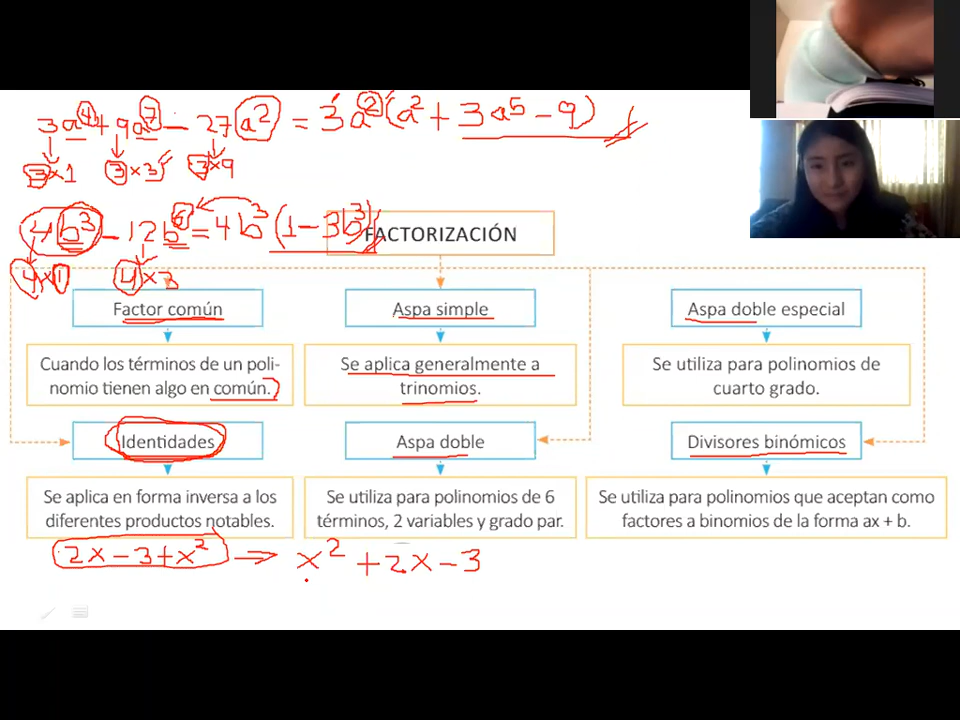 3a⁴+9a⁷-27a² = 3a²(a²+3a⁵-9)
3×1 3×3 3×9
4b³-12b⁶=4b³(1-3b³)
FACTORIZACIÓN
4×1 4×3
Factor común
Aspa simple
Aspa doble especial
Cuando los términos de un poli-
nomio tienen algo en común.
Se aplica generalmente a
trinomios.
Se utiliza para polinomios de
cuarto grado.
Identidades
Aspa doble
Divisores binómicos
Se aplica en forma inversa a los
diferentes productos notables.
Se utiliza para polinomios de 6
términos, 2 variables y grado par.
Se utiliza para polinomios que aceptan como
factores a binomios de la forma ax + b.
2x-3+x² ⇒ x²+2x-3